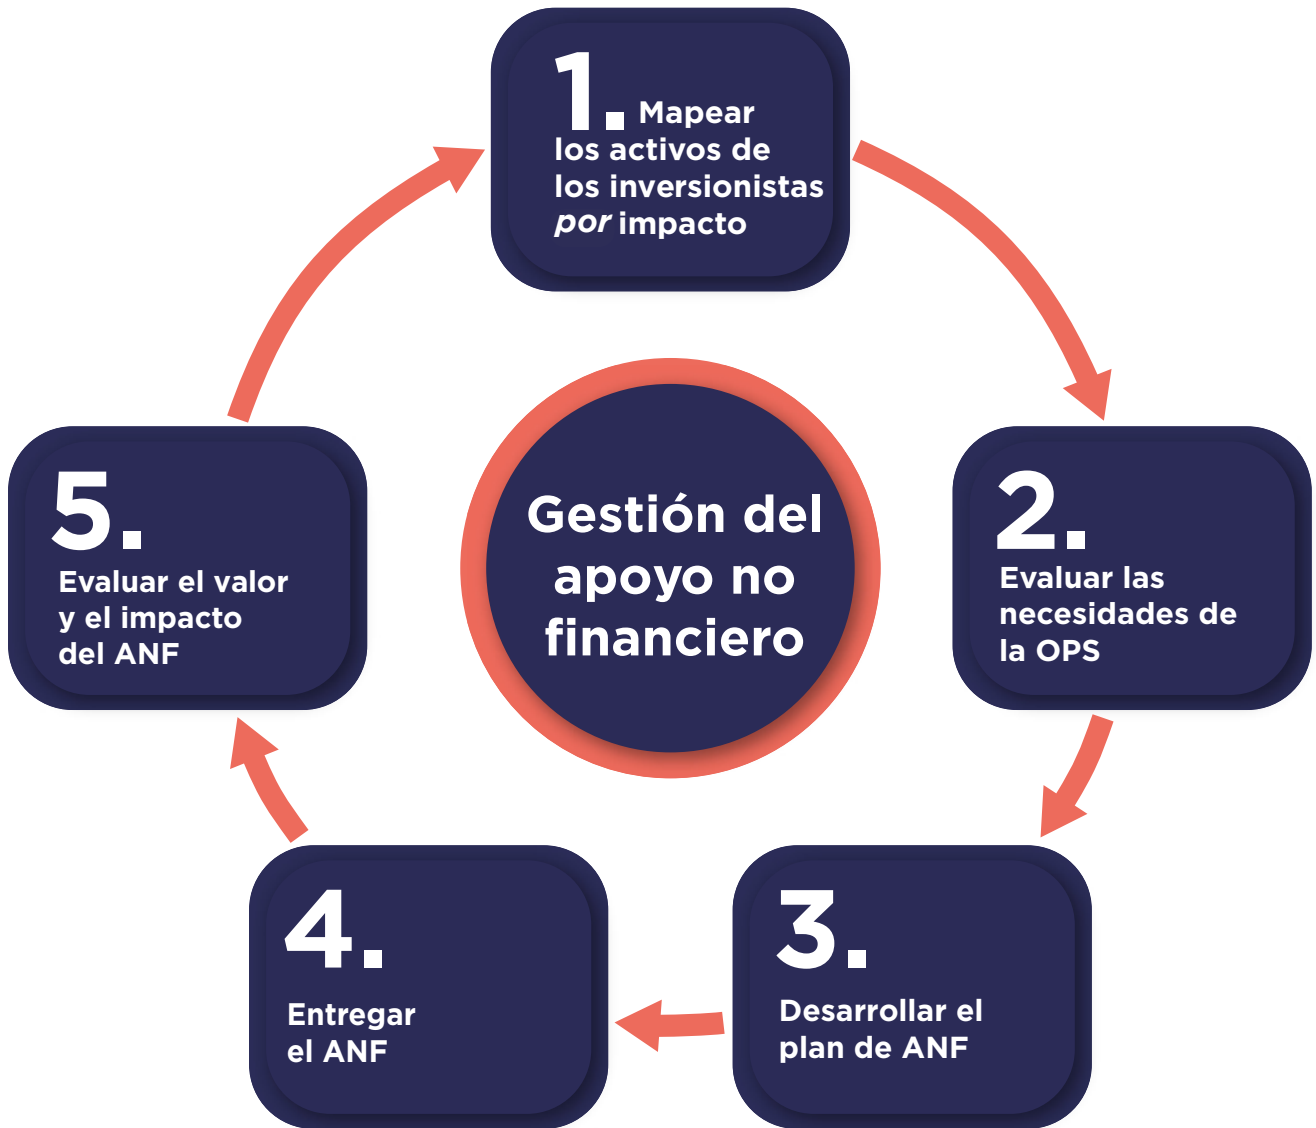 1. Mapear
los activos de
los inversionistas
por impacto
2.
Evaluar las
necesidades de
la OPS
3.
Desarrollar el
plan de ANF
4.
Entregar
el ANF
5.
Evaluar el valor
y el impacto
del ANF
Gestión del
apoyo no
financiero